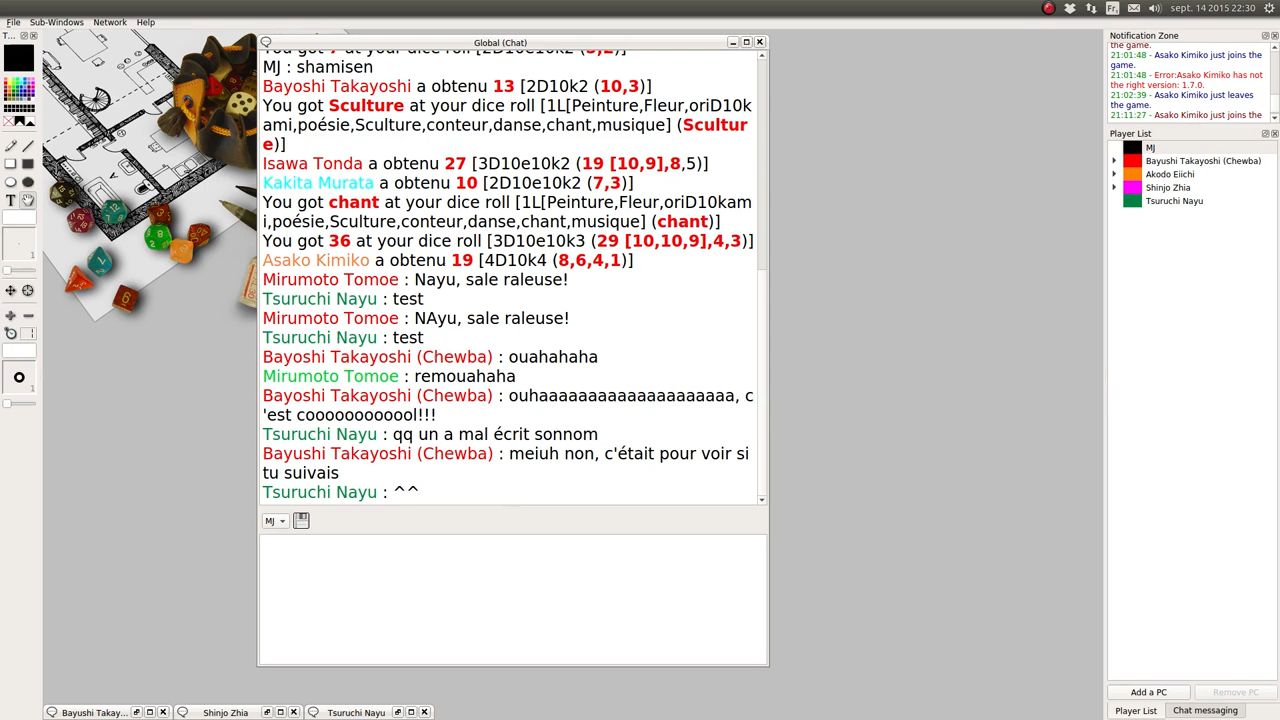 sept. 14 2015 22:30
Fr
File Sub-Windows Network Help
T...
Global (Chat)
MJ : shamisen
Bayoshi Takayoshi a obtenu 13 [2D10k2 (10,3)]
You got Sculture at your dice roll [1L[Peinture,Fleur,oriD10k
ami,poésie,Sculture,conteur,danse,chant,musique] (Scultur
e)]
Isawa Tonda a obtenu 27 [3D10e10k2 (19 [10,9],8,5)]
Kakita Murata a obtenu 10 [2D10e10k2 (7,3)]
You got chant at your dice roll [1L[Peinture,Fleur,oriD10kam
i,poésie,Sculture,conteur,danse,chant,musique] (chant)]
You got 36 at your dice roll [3D10e10k3 (29 [10,10,9],4,3)]
Asako Kimiko a obtenu 19 [4D10k4 (8,6,4,1)]
Mirumoto Tomoe : Nayu, sale raleuse!
Tsuruchi Nayu : test
Mirumoto Tomoe : NAyu, sale raleuse!
Tsuruchi Nayu : test
Bayoshi Takayoshi (Chewba) : ouahahaha
Mirumoto Tomoe : remouahaha
Bayoshi Takayoshi (Chewba) : ouhaaaaaaaaaaaaaaaaaaaa, c
'est coooooooooool!!!
Tsuruchi Nayu : qq un a mal écrit sonnom
Bayushi Takayoshi (Chewba) : meiuh non, c'était pour voir si
tu suivais
Tsuruchi Nayu : ^^
MJ
Notification Zone
the game.
21:01:48 - Asako Kimiko just joins the
game.
21:01:48 - Error:Asako Kimiko has not
the right version: 1.7.0.
21:02:39 - Asako Kimiko just leaves
the game.
21:11:27 - Asako Kimiko just joins the
Player List
MJ
Bayushi Takayoshi (Chewba)
Akodo Eiichi
Shinjo Zhia
Tsuruchi Nayu
Add a PC Remove PC
Player List Chat messaging
T
1
1
1
Bayushi Takay... Shinjo Zhia Tsuruchi Nayu